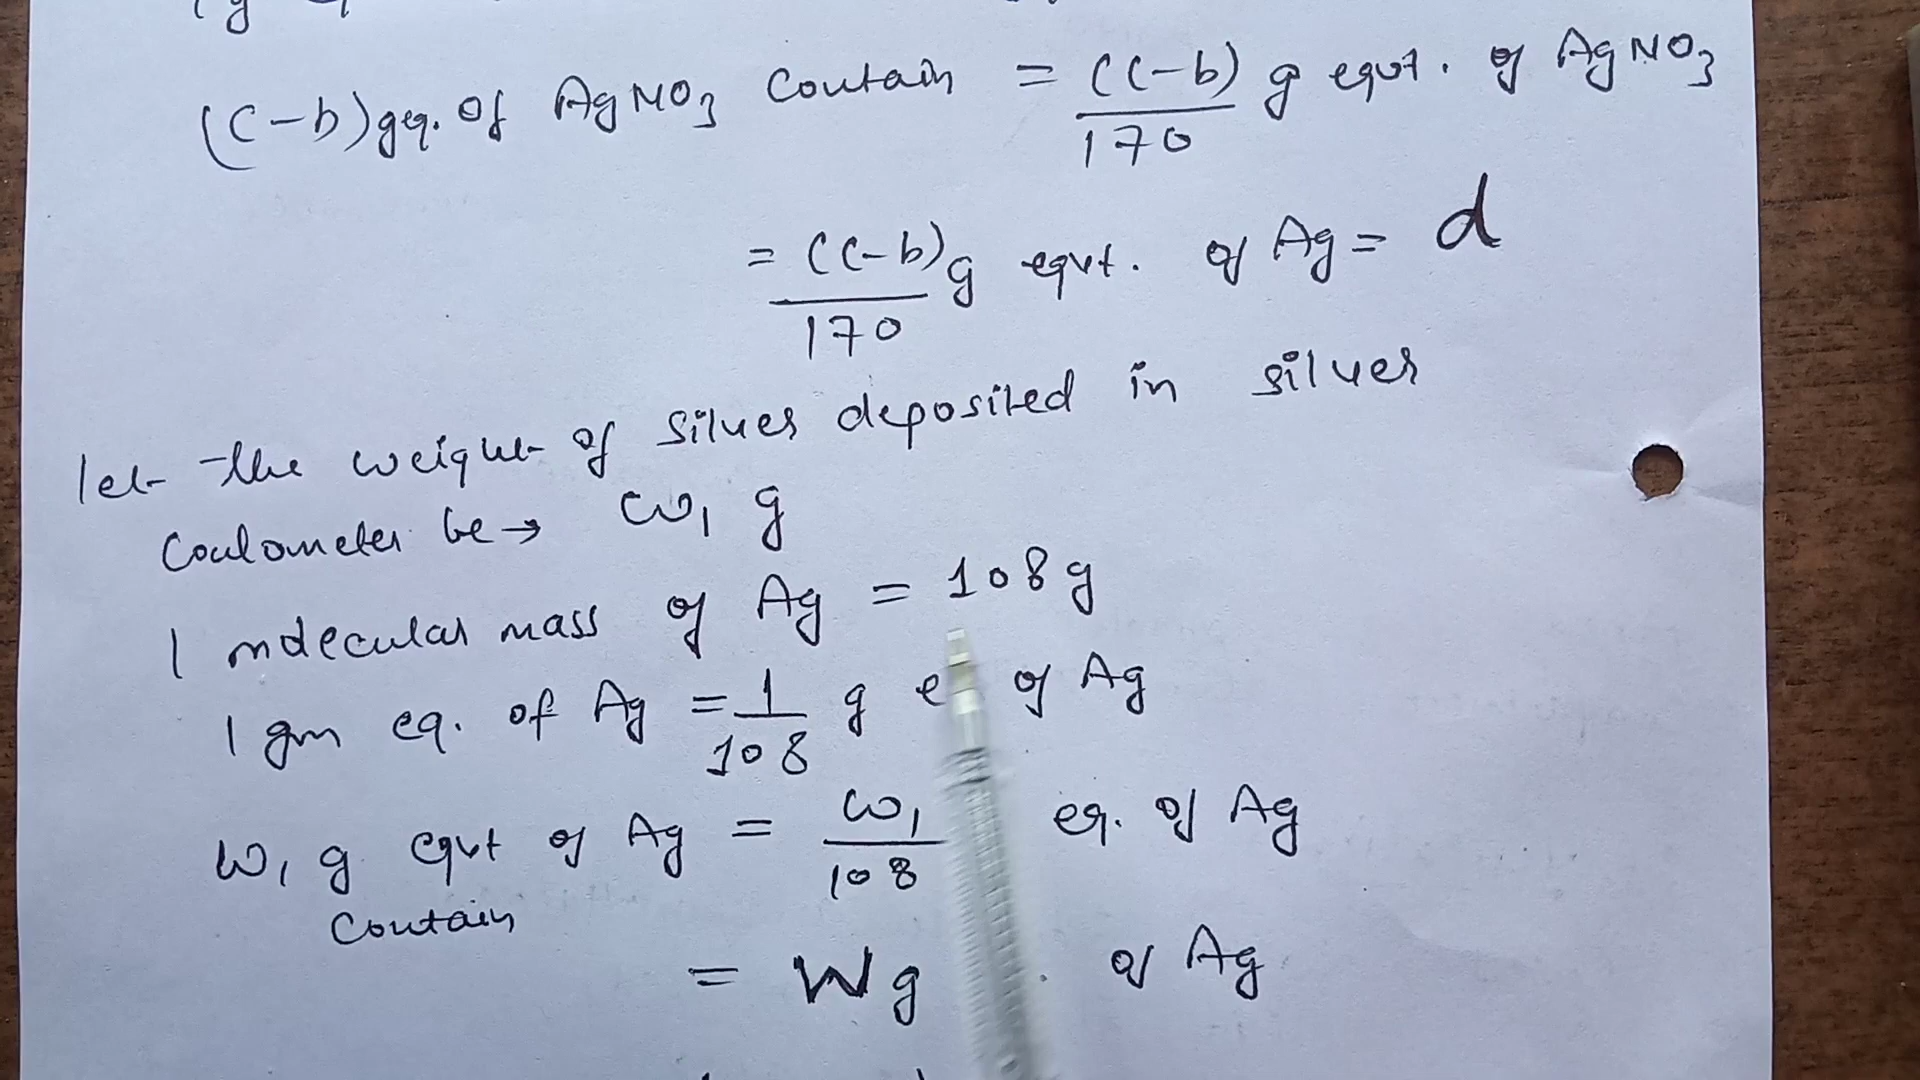 (C-b)geq. of AgNO3 Contain = (C-b)/170 g eqvt. of AgNO3
= (C-b)/170 g eqvt. of Ag = d
let the weight of silver deposited in silver
Coulometer be → W1 g
1 molecular mass of Ag = 108g
1 gm eq. of Ag = 1/108 g e of Ag
W1 g eqvt of Ag = W1/108 eq. of Ag
Contain
= W g . of Ag